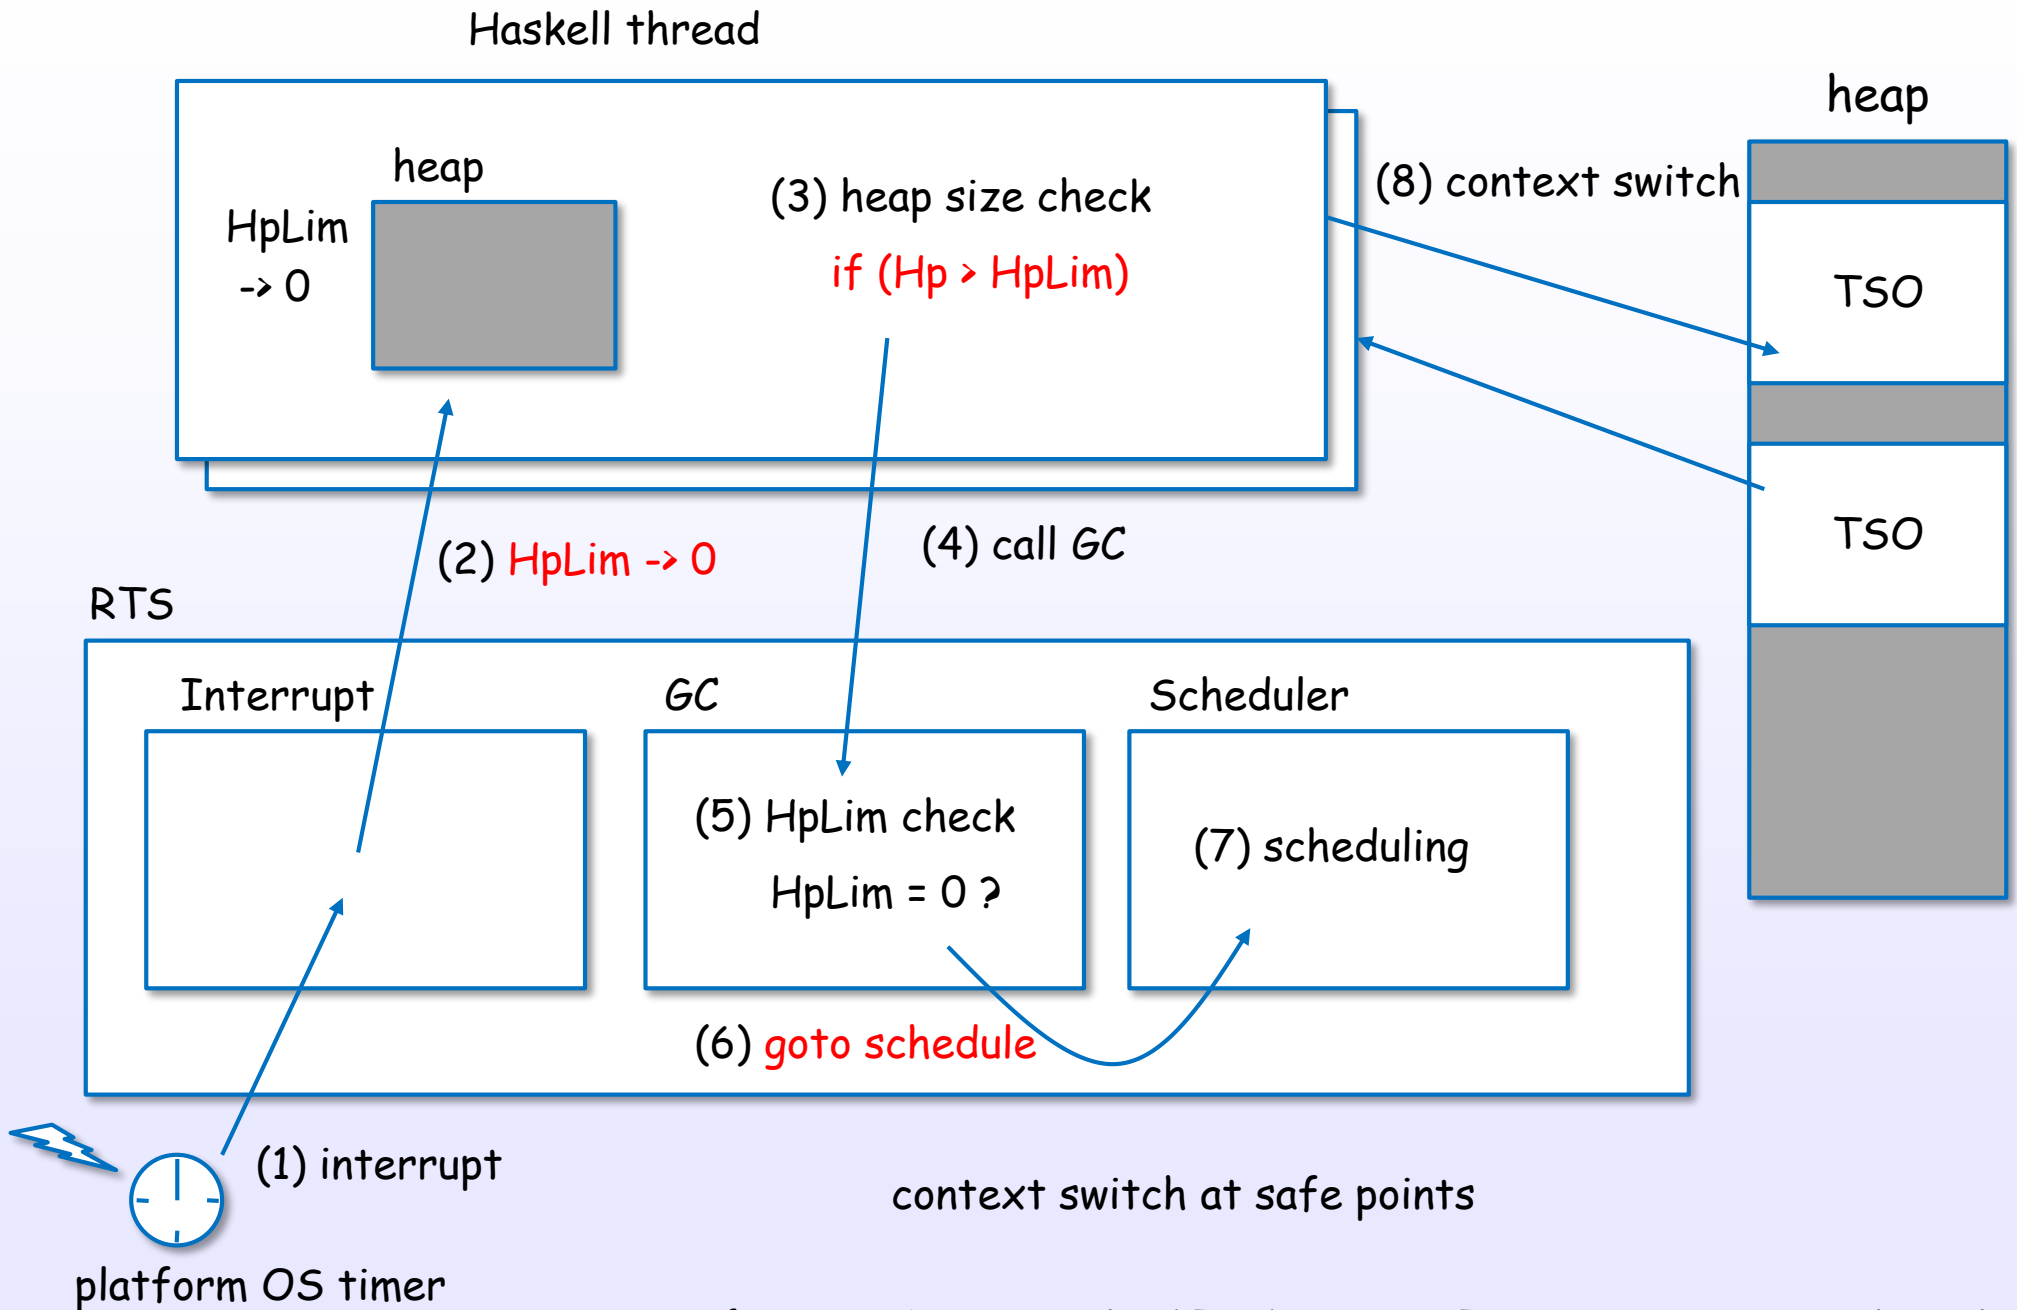 Haskell thread
heap
heap
HpLim
-> 0
(3) heap size check
if (Hp > HpLim)
(8) context switch
TSO
TSO
(2) HpLim -> 0
(4) call GC
RTS
Interrupt
GC
Scheduler
(5) HpLim check
HpLim = 0 ?
(7) scheduling
(6) goto schedule
(1) interrupt
context switch at safe points
platform OS timer